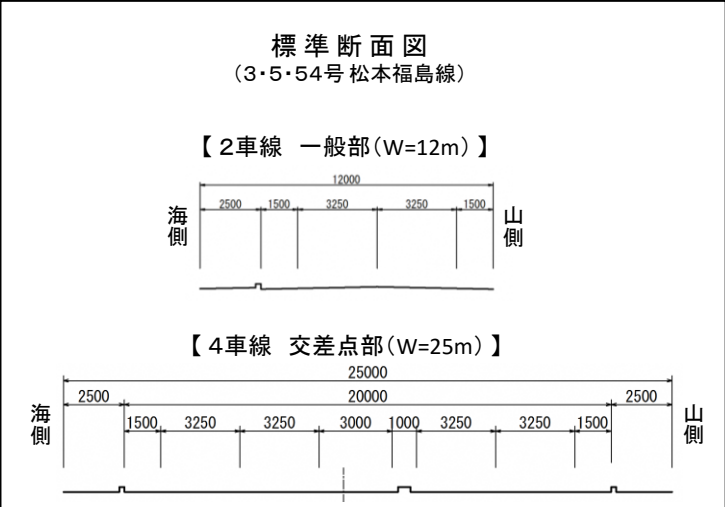 標準断面図
（3・5・54号 松本福島線）
【 2車線 一般部（W=12m） 】
12000
2500 1500 3250 3250 1500
海側
山側
【 4車線 交差点部（W=25m） 】
25000
2500 20000 2500
1500 3250 3250 3000 1000 3250 3250 1500
海側
山側